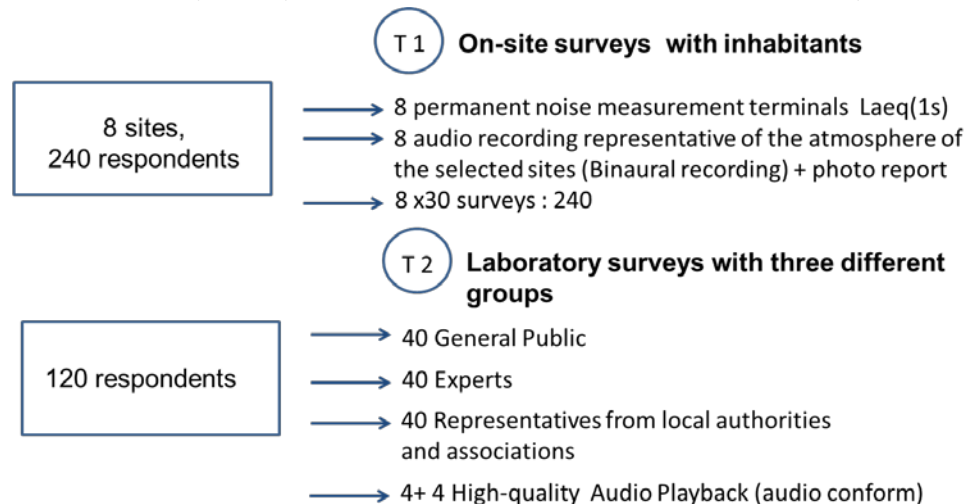 T 1
On-site surveys with inhabitants
8 sites,
240 respondents
8 permanent noise measurement terminals Laeq(1s)
8 audio recording representative of the atmosphere of
the selected sites (Binaural recording) + photo report
8 x30 surveys : 240
T 2
Laboratory surveys with three different
groups
120 respondents
40 General Public
40 Experts
40 Representatives from local authorities
and associations
4+ 4 High-quality Audio Playback (audio conform)